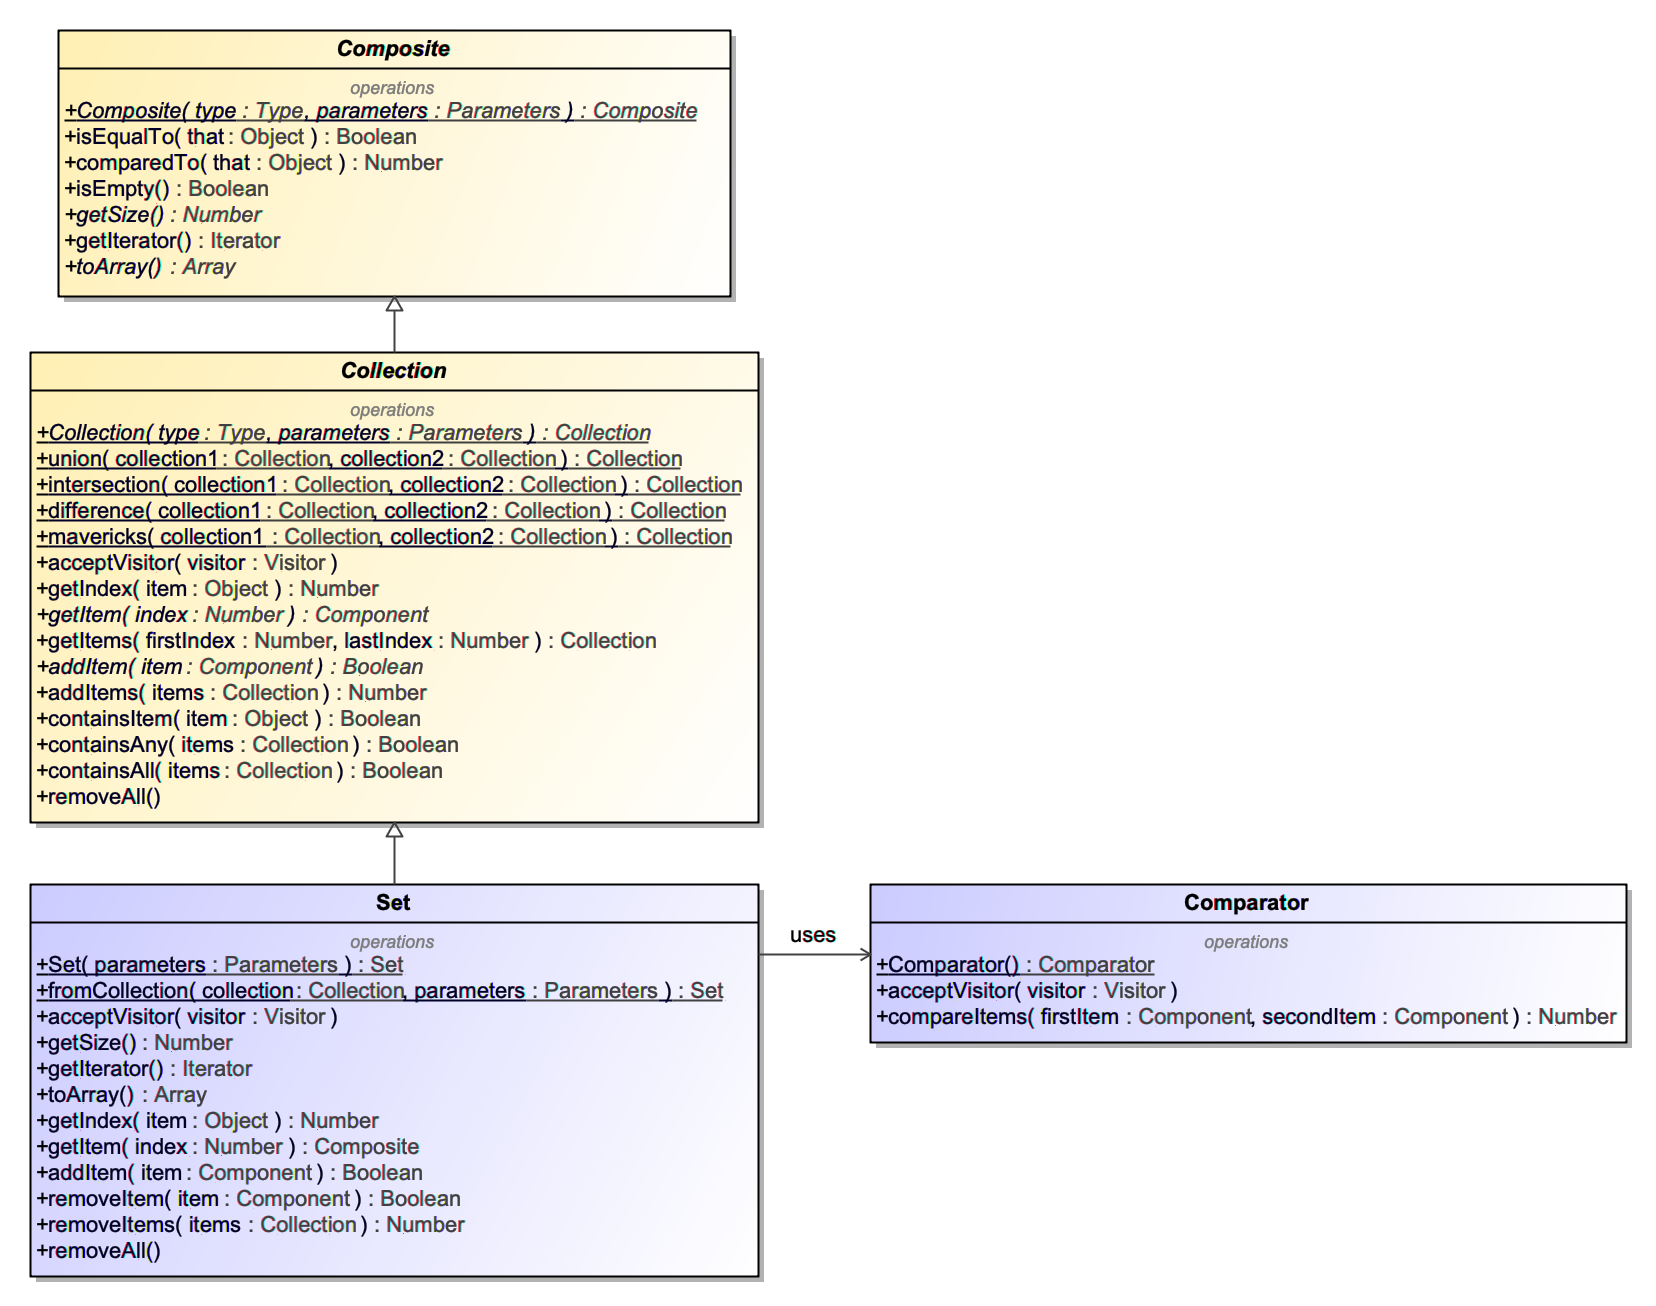 Composite
operations
+Composite( type : Type, parameters : Parameters ) : Composite
+isEqualTo( that : Object ) : Boolean
+comparedTo( that : Object ) : Number
+isEmpty() : Boolean
+getSize() : Number
+getIterator() : Iterator
+toArray() : Array
Collection
operations
+Collection( type : Type, parameters : Parameters ) : Collection
+union( collection1 : Collection, collection2 : Collection ) : Collection
+intersection( collection1 : Collection, collection2 : Collection ) : Collection
+difference( collection1 : Collection, collection2 : Collection ) : Collection
+mavericks( collection1 : Collection, collection2 : Collection ) : Collection
+acceptVisitor( visitor : Visitor )
+getIndex( item : Object ) : Number
+getItem( index : Number ) : Component
+getItems( firstIndex : Number, lastIndex : Number ) : Collection
+addItem( item : Component ) : Boolean
+addItems( items : Collection ) : Number
+containsItem( item : Object ) : Boolean
+containsAny( items : Collection ) : Boolean
+containsAll( items : Collection ) : Boolean
+removeAll()
Set
operations
+Set( parameters : Parameters ) : Set
+fromCollection( collection : Collection, parameters : Parameters ) : Set
+acceptVisitor( visitor : Visitor )
+getSize() : Number
+getIterator() : Iterator
+toArray() : Array
+getIndex( item : Object ) : Number
+getItem( index : Number ) : Composite
+addItem( item : Component ) : Boolean
+removeItem( item : Component ) : Boolean
+removeItems( items : Collection ) : Number
+removeAll()
uses
Comparator
operations
+Comparator() : Comparator
+acceptVisitor( visitor : Visitor )
+compareItems( firstItem : Component, secondItem : Component ) : Number